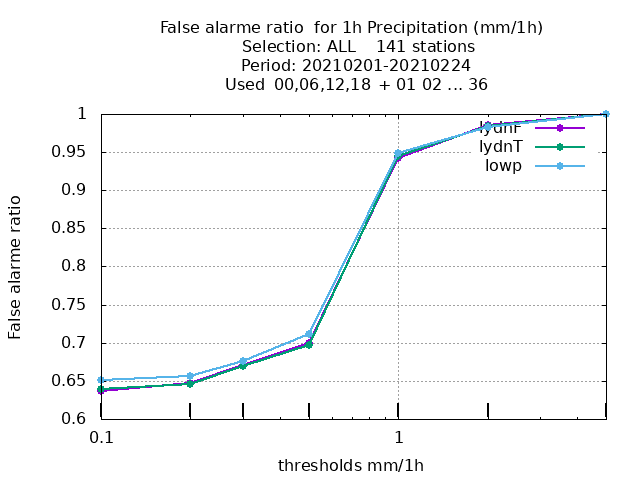 False alarme ratio for 1h Precipitation (mm/1h)
Selection: ALL 141 stations
Period: 20210201-20210224
Used 00,06,12,18 + 01 02 ... 36
1
0.95
0.9
0.85
0.8
0.75
0.7
0.65
0.6
0.1
1
False alarme ratio
thresholds mm/1h
lydnF
lydnT
lowp